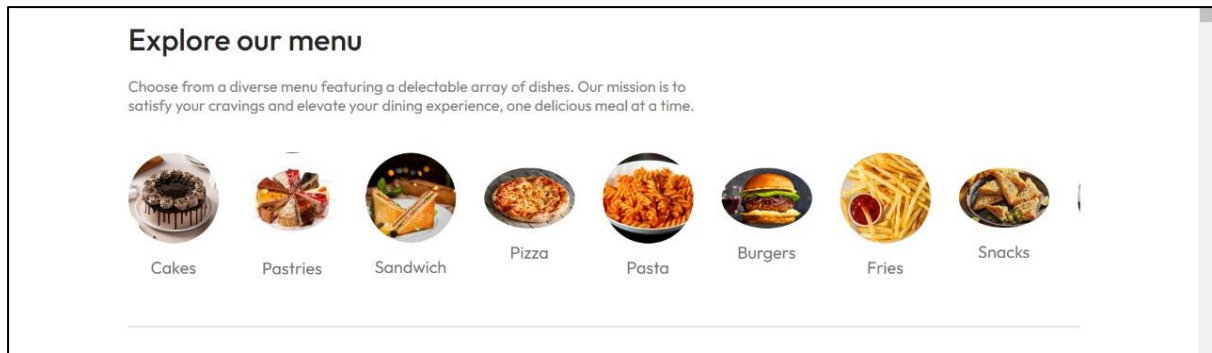 Explore our menu
Choose from a diverse menu featuring a delectable array of dishes. Our mission is to
satisfy your cravings and elevate your dining experience, one delicious meal at a time.
Cakes
Pastries
Sandwich
Pizza
Pasta
Burgers
Fries
Snacks